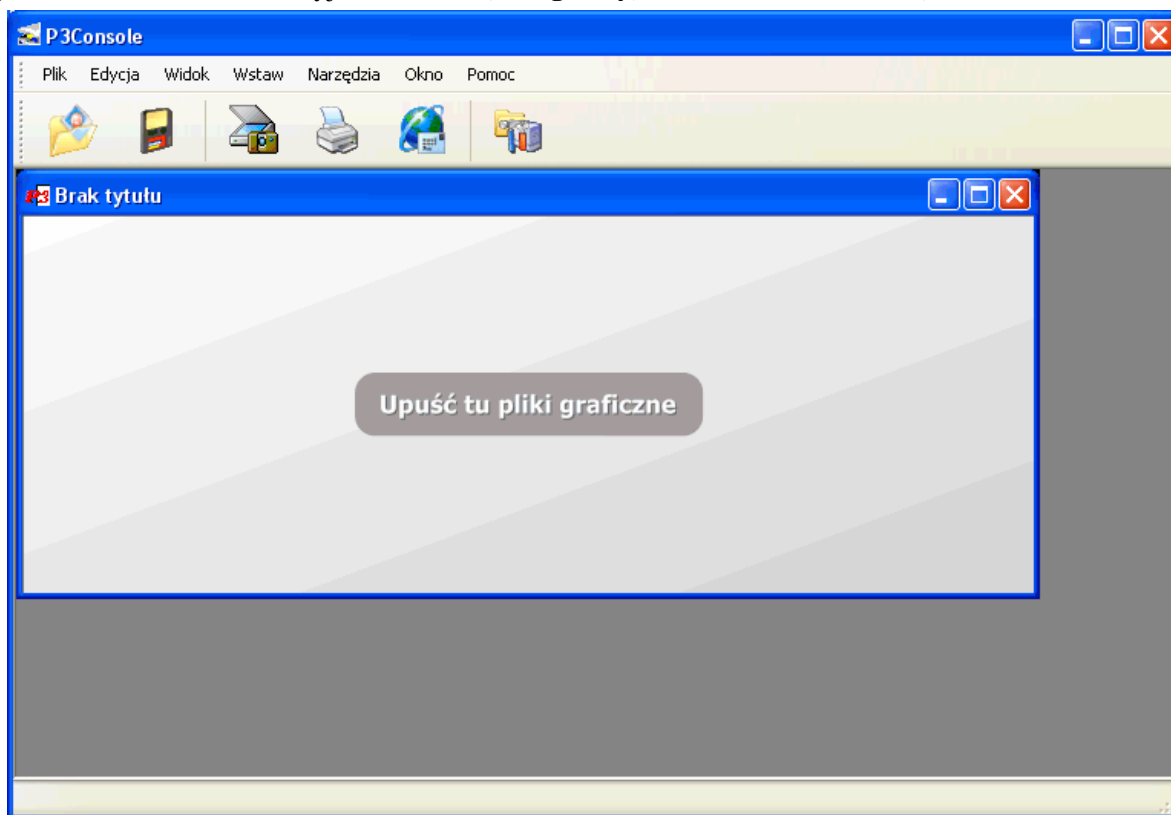 P3Console
Plik Edycja Widok Wstaw Narzędzia Okno Pomoc
Brak tytułu
Upuść tu pliki graficzne